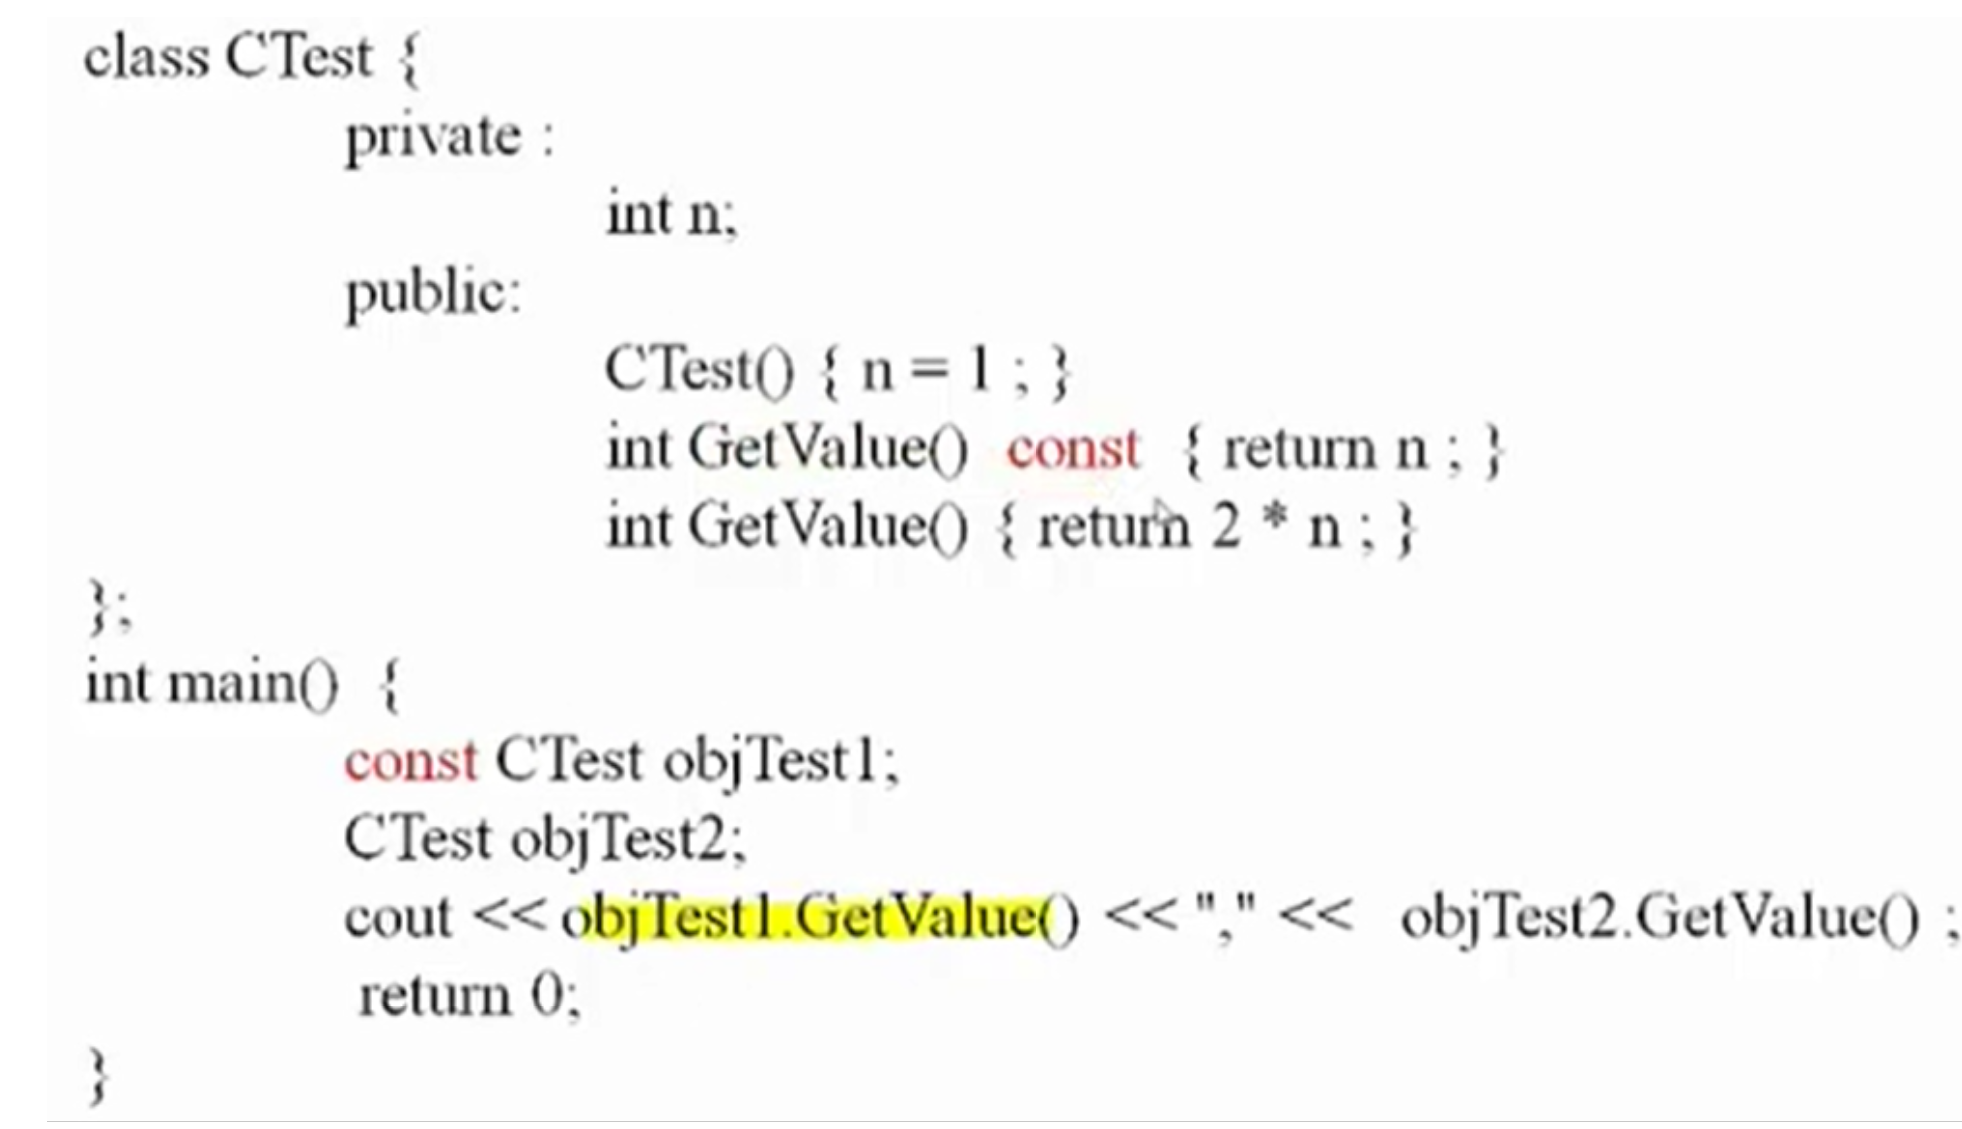 class CTest {
private :
int n;
public:
CTest() { n = 1 ; }
int GetValue() const { return n ; }
int GetValue() { return 2 * n ; }
};
int main() {
const CTest objTest1;
CTest objTest2;
cout << objTest1.GetValue() << "," << objTest2.GetValue() ;
return 0;
}